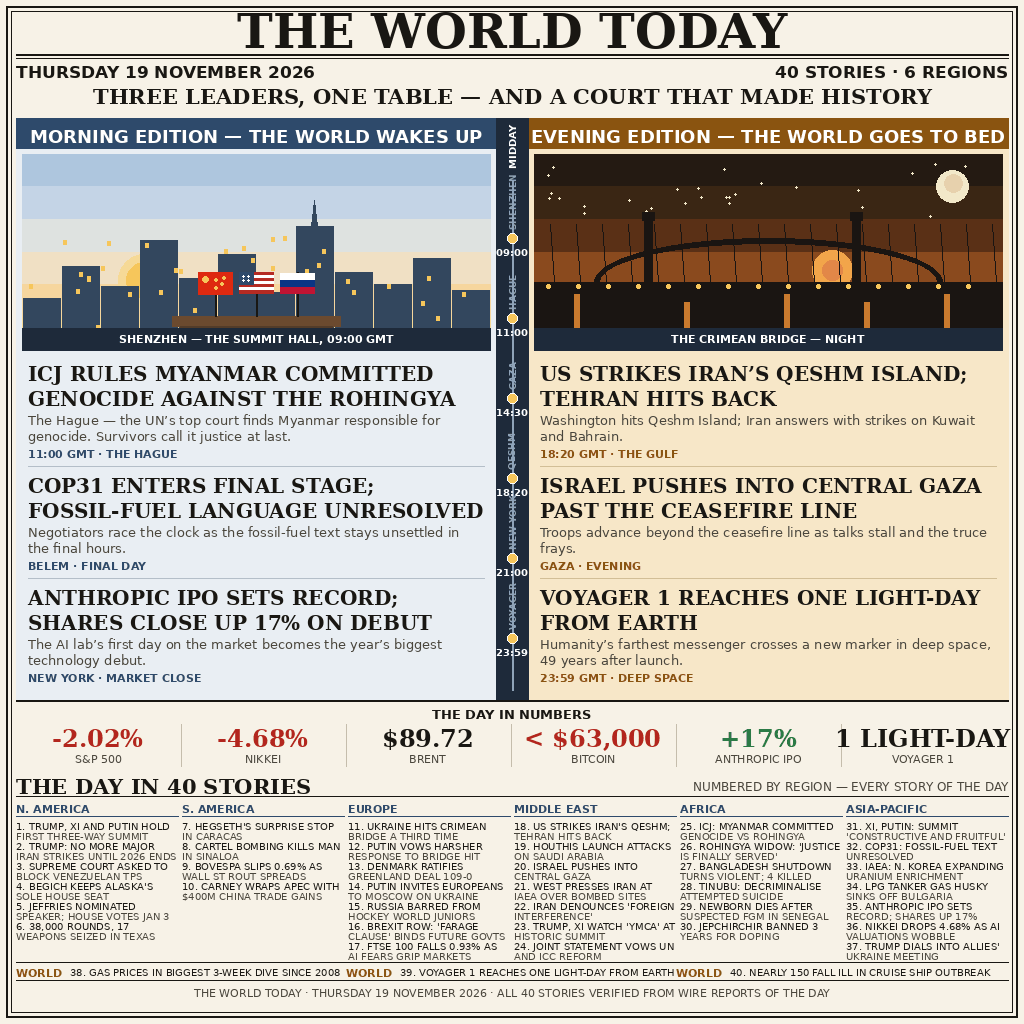 THE WORLD TODAY
THURSDAY 19 NOVEMBER 2026
40 STORIES · 6 REGIONS
THREE LEADERS, ONE TABLE — AND A COURT THAT MADE HISTORY
MORNING EDITION — THE WORLD WAKES UP
SHENZHEN — THE SUMMIT HALL, 09:00 GMT
ICJ RULES MYANMAR COMMITTED
GENOCIDE AGAINST THE ROHINGYA
The Hague — the UN’s top court finds Myanmar responsible for
genocide. Survivors call it justice at last.
11:00 GMT · THE HAGUE
COP31 ENTERS FINAL STAGE;
FOSSIL-FUEL LANGUAGE UNRESOLVED
Negotiators race the clock as the fossil-fuel text stays unsettled in
the final hours.
BELEM · FINAL DAY
ANTHROPIC IPO SETS RECORD;
SHARES CLOSE UP 17% ON DEBUT
The AI lab’s first day on the market becomes the year’s biggest
technology debut.
NEW YORK · MARKET CLOSE
MIDDAY
SHENZHEN
09:00
HAGUE
11:00
GAZA
14:30
QESHM
18:20
NEW YORK
21:00
VOYAGER
23:59
EVENING EDITION — THE WORLD GOES TO BED
THE CRIMEAN BRIDGE — NIGHT
US STRIKES IRAN’S QESHM ISLAND;
TEHRAN HITS BACK
Washington hits Qeshm Island; Iran answers with strikes on Kuwait
and Bahrain.
18:20 GMT · THE GULF
ISRAEL PUSHES INTO CENTRAL GAZA
PAST THE CEASEFIRE LINE
Troops advance beyond the ceasefire line as talks stall and the truce
frays.
GAZA · EVENING
VOYAGER 1 REACHES ONE LIGHT-DAY
FROM EARTH
Humanity’s farthest messenger crosses a new marker in deep space,
49 years after launch.
23:59 GMT · DEEP SPACE
THE DAY IN NUMBERS
-2.02%
S&P 500
-4.68%
NIKKEI
$89.72
BRENT
< $63,000
BITCOIN
+17%
ANTHROPIC IPO
1 LIGHT-DAY
VOYAGER 1
THE DAY IN 40 STORIES
NUMBERED BY REGION — EVERY STORY OF THE DAY
N. AMERICA
1. TRUMP, XI AND PUTIN HOLD
FIRST THREE-WAY SUMMIT
2. TRUMP: NO MORE MAJOR
IRAN STRIKES UNTIL 2026 ENDS
3. SUPREME COURT ASKED TO
BLOCK VENEZUELAN TPS
4. BEGICH KEEPS ALASKA'S
SOLE HOUSE SEAT
5. JEFFRIES NOMINATED
SPEAKER; HOUSE VOTES JAN 3
6. 38,000 ROUNDS, 17
WEAPONS SEIZED IN TEXAS
S. AMERICA
7. HEGSETH'S SURPRISE STOP
IN CARACAS
8. CARTEL BOMBING KILLS MAN
IN SINALOA
9. BOVESPA SLIPS 0.69% AS
WALL ST ROUT SPREADS
10. CARNEY WRAPS APEC WITH
$400M CHINA TRADE GAINS
EUROPE
11. UKRAINE HITS CRIMEAN
BRIDGE A THIRD TIME
12. PUTIN VOWS HARSHER
RESPONSE TO BRIDGE HIT
13. DENMARK RATIFIES
GREENLAND DEAL 109-0
14. PUTIN INVITES EUROPEANS
TO MOSCOW ON UKRAINE
15. RUSSIA BARRED FROM
HOCKEY WORLD JUNIORS
16. BREXIT ROW: 'FARAGE
CLAUSE' BINDS FUTURE GOVTS
17. FTSE 100 FALLS 0.93% AS
AI FEARS GRIP MARKETS
MIDDLE EAST
18. US STRIKES IRAN'S QESHM;
TEHRAN HITS BACK
19. HOUTHIS LAUNCH ATTACKS
ON SAUDI ARABIA
20. ISRAEL PUSHES INTO
CENTRAL GAZA
21. WEST PRESSES IRAN AT
IAEA OVER BOMBED SITES
22. IRAN DENOUNCES 'FOREIGN
INTERFERENCE'
23. TRUMP, XI WATCH 'YMCA' AT
HISTORIC SUMMIT
24. JOINT STATEMENT VOWS UN
AND ICC REFORM
AFRICA
25. ICJ: MYANMAR COMMITTED
GENOCIDE VS ROHINGYA
26. ROHINGYA WIDOW: 'JUSTICE
IS FINALLY SERVED'
27. BANGLADESH SHUTDOWN
TURNS VIOLENT; 4 KILLED
28. TINUBU: DECRIMINALISE
ATTEMPTED SUICIDE
29. NEWBORN DIES AFTER
SUSPECTED FGM IN SENEGAL
30. JEPCHIRCHIR BANNED 3
YEARS FOR DOPING
ASIA-PACIFIC
31. XI, PUTIN: SUMMIT
'CONSTRUCTIVE AND FRUITFUL'
32. COP31: FOSSIL-FUEL TEXT
UNRESOLVED
33. IAEA: N. KOREA EXPANDING
URANIUM ENRICHMENT
34. LPG TANKER GAS HUSKY
SINKS OFF BULGARIA
35. ANTHROPIC IPO SETS
RECORD; SHARES UP 17%
36. NIKKEI DROPS 4.68% AS AI
VALUATIONS WOBBLE
37. TRUMP DIALS INTO ALLIES'
UKRAINE MEETING
WORLD 38. GAS PRICES IN BIGGEST 3-WEEK DIVE SINCE 2008
WORLD 39. VOYAGER 1 REACHES ONE LIGHT-DAY FROM EARTH
WORLD 40. NEARLY 150 FALL ILL IN CRUISE SHIP OUTBREAK
THE WORLD TODAY · THURSDAY 19 NOVEMBER 2026 · ALL 40 STORIES VERIFIED FROM WIRE REPORTS OF THE DAY